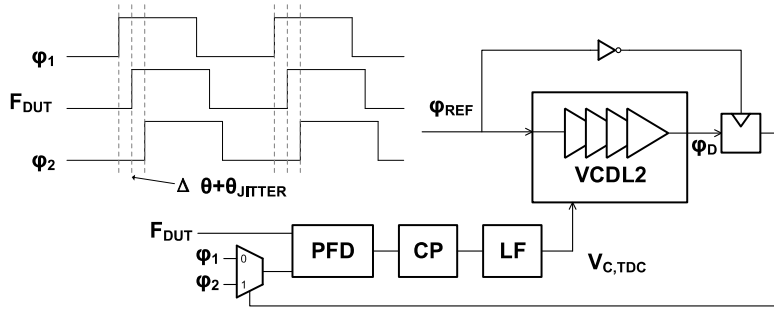 φ1
FDUT
φ2
Δ θ+θJITTER
φREF
VCDL2
φD
FDUT
φ1 0
φ2 1
PFD
CP
LF
VC,TDC